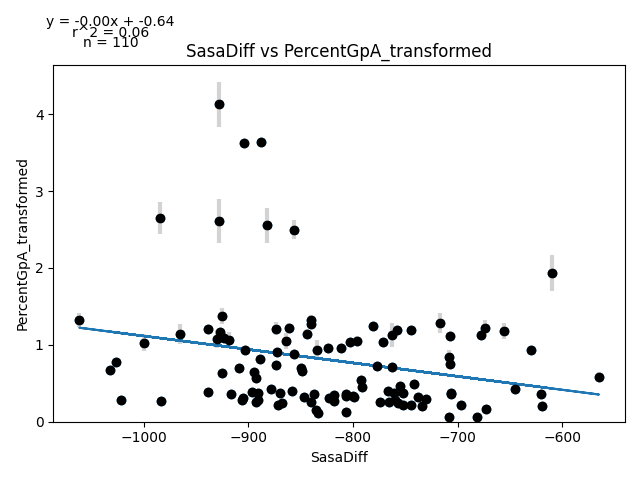 y = -0.00x + -0.64
r^2 = 0.06
n = 110
SasaDiff vs PercentGpA_transformed
PercentGpA_transformed
4
3
2
1
0
−1000
−900
−800
−700
−600
SasaDiff